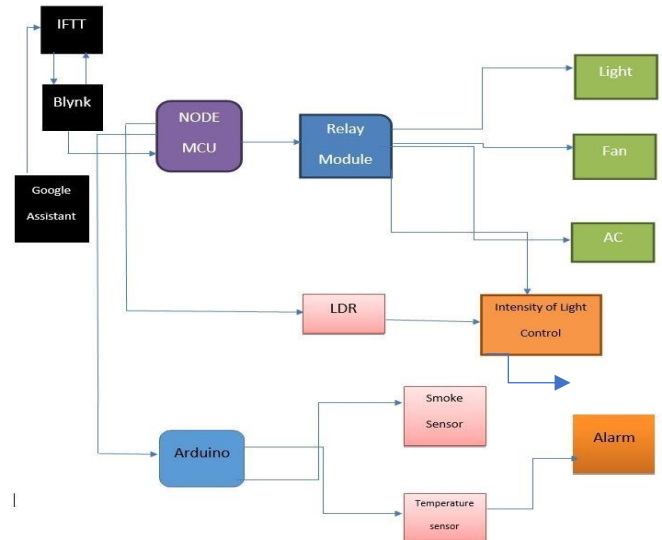 IFTT
Blynk
Google
Assistant
NODE
MCU
Relay
Module
Light
Fan
AC
LDR
Intensity of Light
Control
Arduino
Smoke
Sensor
Temperature
sensor
Alarm